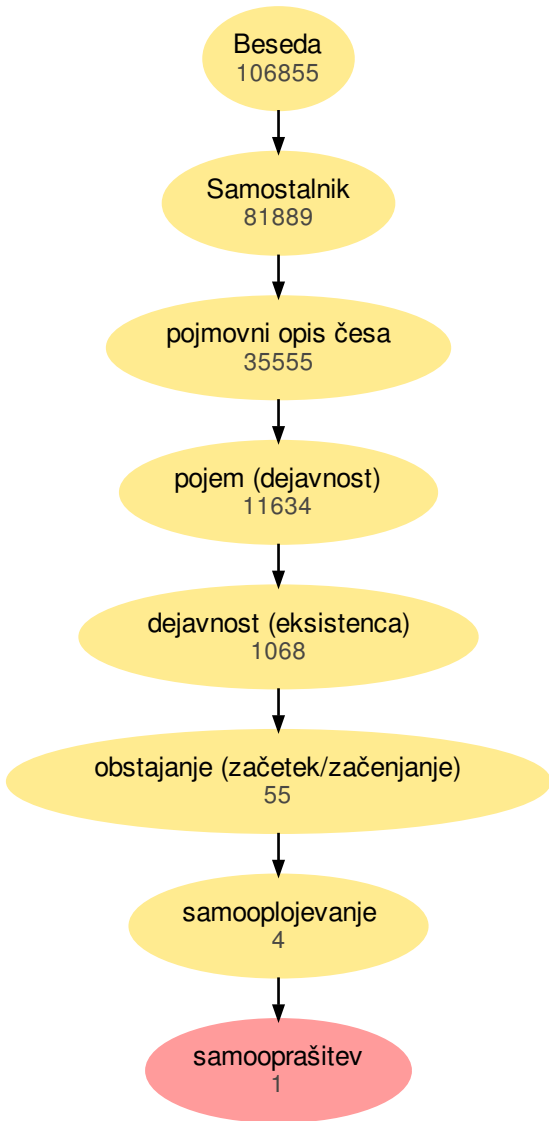 Beseda
106855
Samostalnik
81889
pojmovni opis česa
35555
pojem (dejavnost)
11634
dejavnost (eksistenca)
1068
obstajanje (začetek/začenjanje)
55
samooplojevanje
4
samooprašitev
1